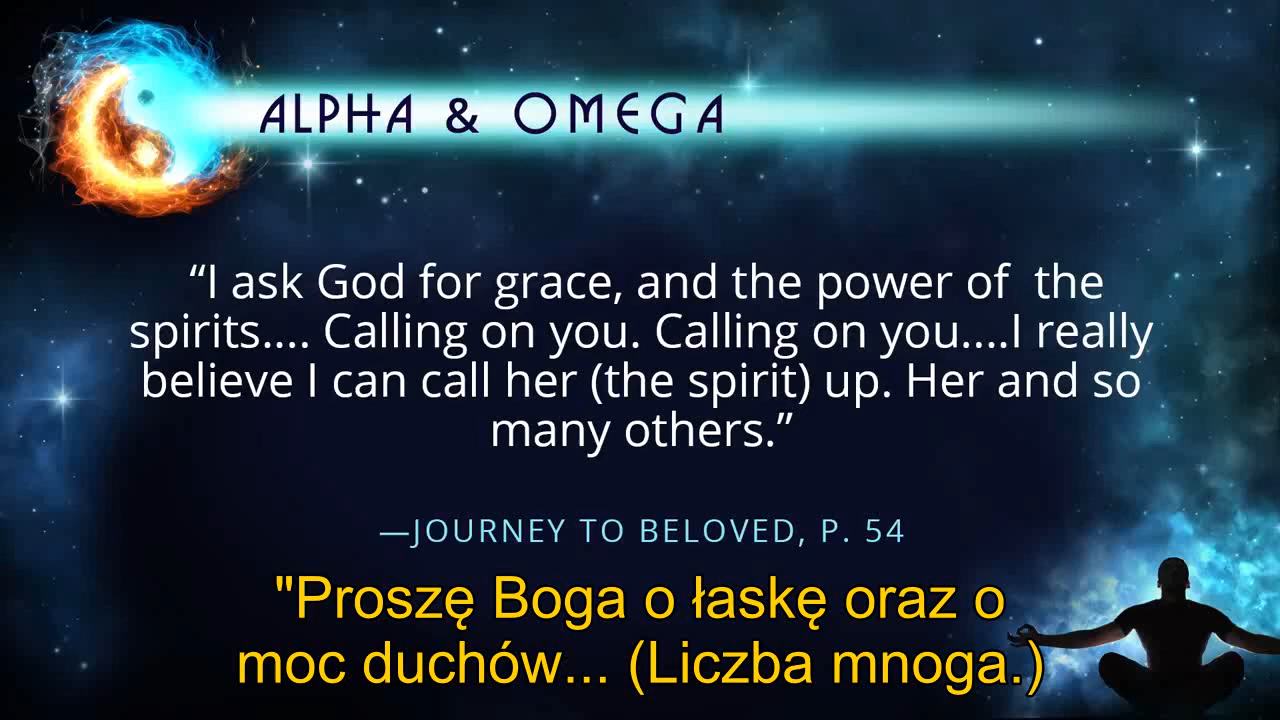 ALPHA & OMEGA
“I ask God for grace, and the power of  the
spirits.... Calling on you. Calling on you....I really
believe I can call her (the spirit) up. Her and so
many others.”
—JOURNEY TO BELOVED, P. 54
"Proszę Boga o łaskę oraz o
moc duchów... (Liczba mnoga.)